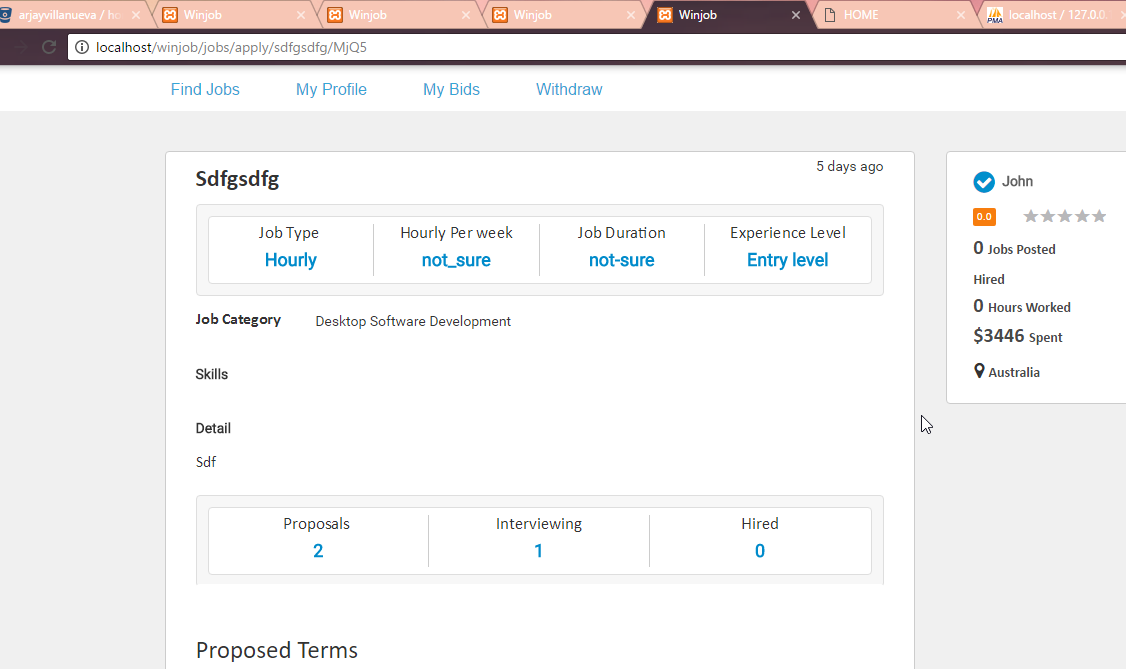 arjayvillanueva / ho
Winjob
Winjob
Winjob
Winjob
HOME
PMA
localhost / 127.0.0.
localhost/winjob/jobs/apply/sdfgsdfg/MjQ5
Find Jobs My Profile My Bids Withdraw
Sdfgsdfg
5 days ago
Job Type Hourly Per week Job Duration Experience Level
Hourly not_sure not-sure Entry level
Job Category Desktop Software Development
Skills
Detail
Sdf
Proposals Interviewing Hired
2 1 0
Proposed Terms
John
0.0
0 Jobs Posted
Hired
0 Hours Worked
$3446 Spent
Australia